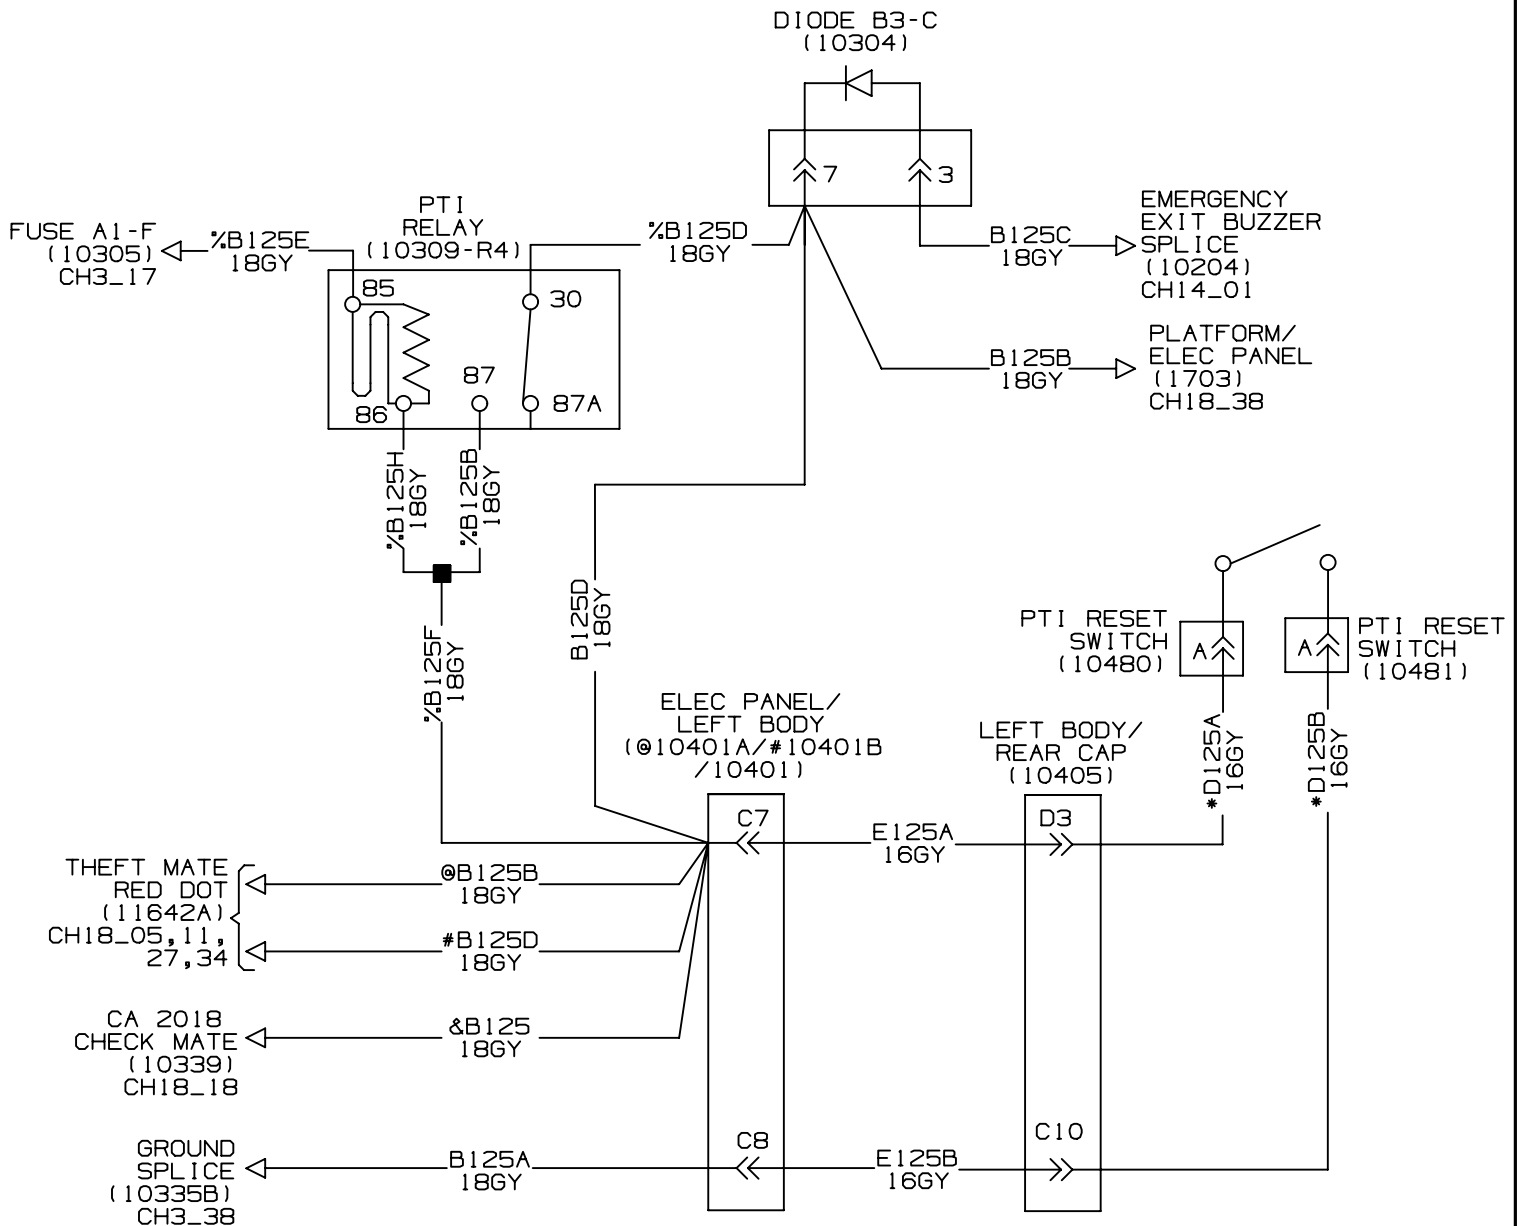 DIODE B3-C
(10304)
7
3
FUSE A1-F
(10305)
CH3_17
%B125E
18GY
PTI
RELAY
(10309-R4)
85
30
86
87
87A
%B125D
18GY
B125C
18GY
EMERGENCY
EXIT BUZZER
SPLICE
(10204)
CH14_01
B125B
18GY
PLATFORM/
ELEC PANEL
(1703)
CH18_38
%B125H
18GY
%B125B
18GY
%B125F
18GY
B125D
18GY
PTI RESET
SWITCH
(10480)
A
A
PTI RESET
SWITCH
(10481)
*D125A
16GY
*D125B
16GY
ELEC PANEL/
LEFT BODY
(@10401A/#10401B
/10401)
LEFT BODY/
REAR CAP
(10405)
C7
E125A
16GY
D3
THEFT MATE
RED DOT
(11642A)
CH18_05,11,
27,34
@B125B
18GY
#B125D
18GY
CA 2018
CHECK MATE
(10339)
CH18_18
&B125
18GY
GROUND
SPLICE
(10335B)
CH3_38
B125A
18GY
C8
E125B
16GY
C10